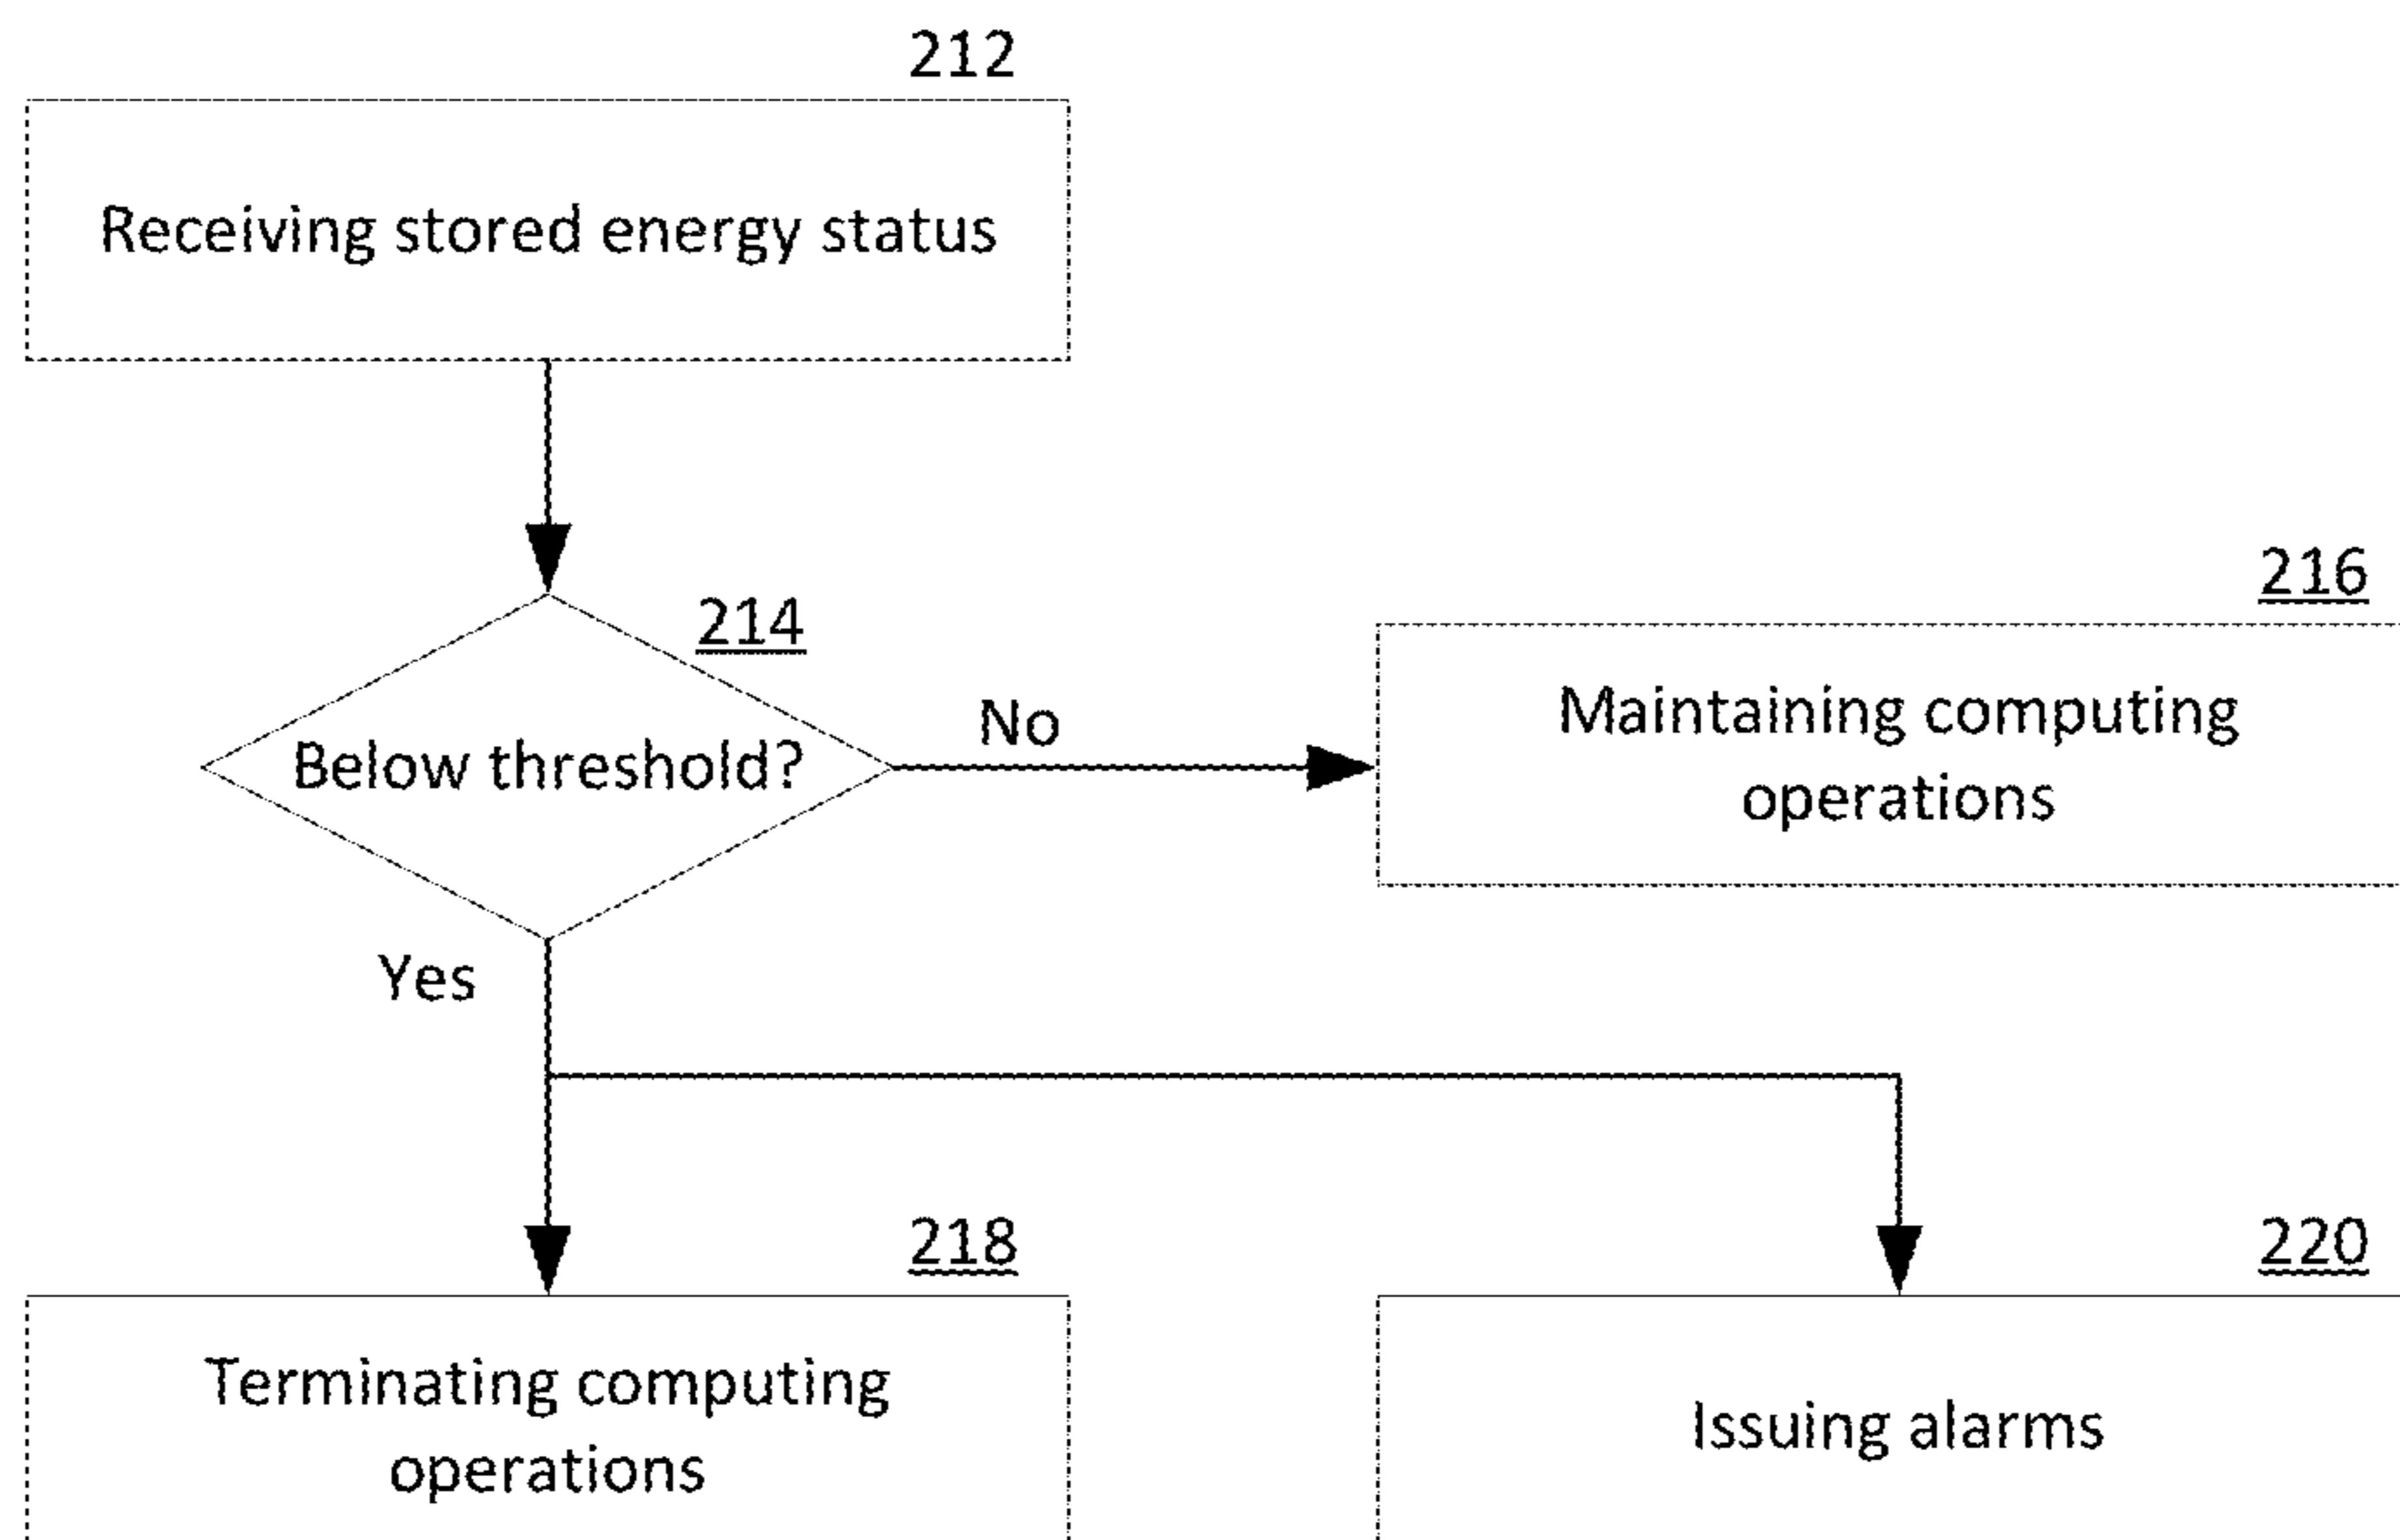 212
Receiving stored energy status
214
Below threshold?
No
216
Maintaining computing
operations
Yes
218
Terminating computing
operations
220
Issuing alarms